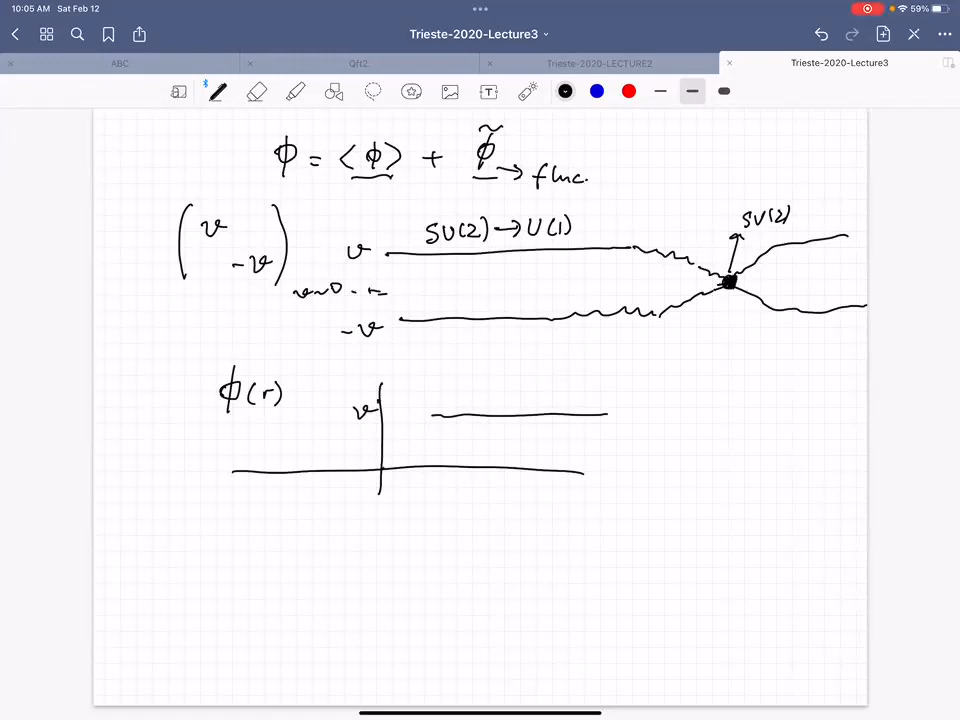 10:05 AM Sat Feb 12
59%
Trieste-2020-Lecture3
ABC
Qft2.
Trieste-2020-LECTURE2
Trieste-2020-Lecture3
ϕ = <ϕ> + ϕ̃ → fluc.
SU(2)
v
-v
v
SU(2) → U(1)
-v
ϕ(r)
v